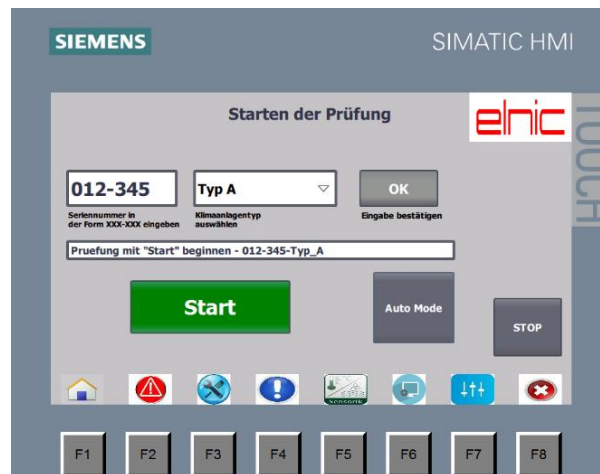 SIEMENS
SIMATIC HMI
TOUCH
Starten der Prüfung
elnic
012-345
Typ A
OK
Seriennummer in
der Form XXX-XXX eingeben
Klimaanlagentyp
auswählen
Eingabe bestätigen
Pruefung mit "Start" beginnen - 012-345-Typ_A
Start
Auto Mode
STOP
F1 F2 F3 F4 F5 F6 F7 F8